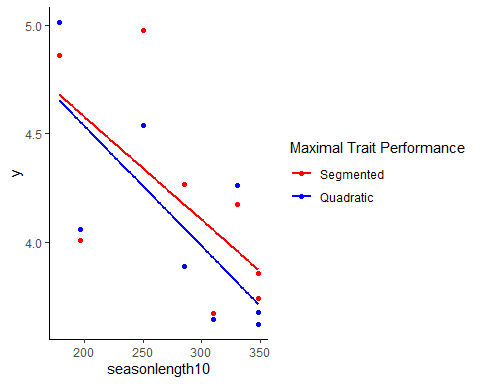 5.0
4.5
4.0
y
200 250 300 350
seasonlength10
Maximal Trait Performance
Segmented
Quadratic